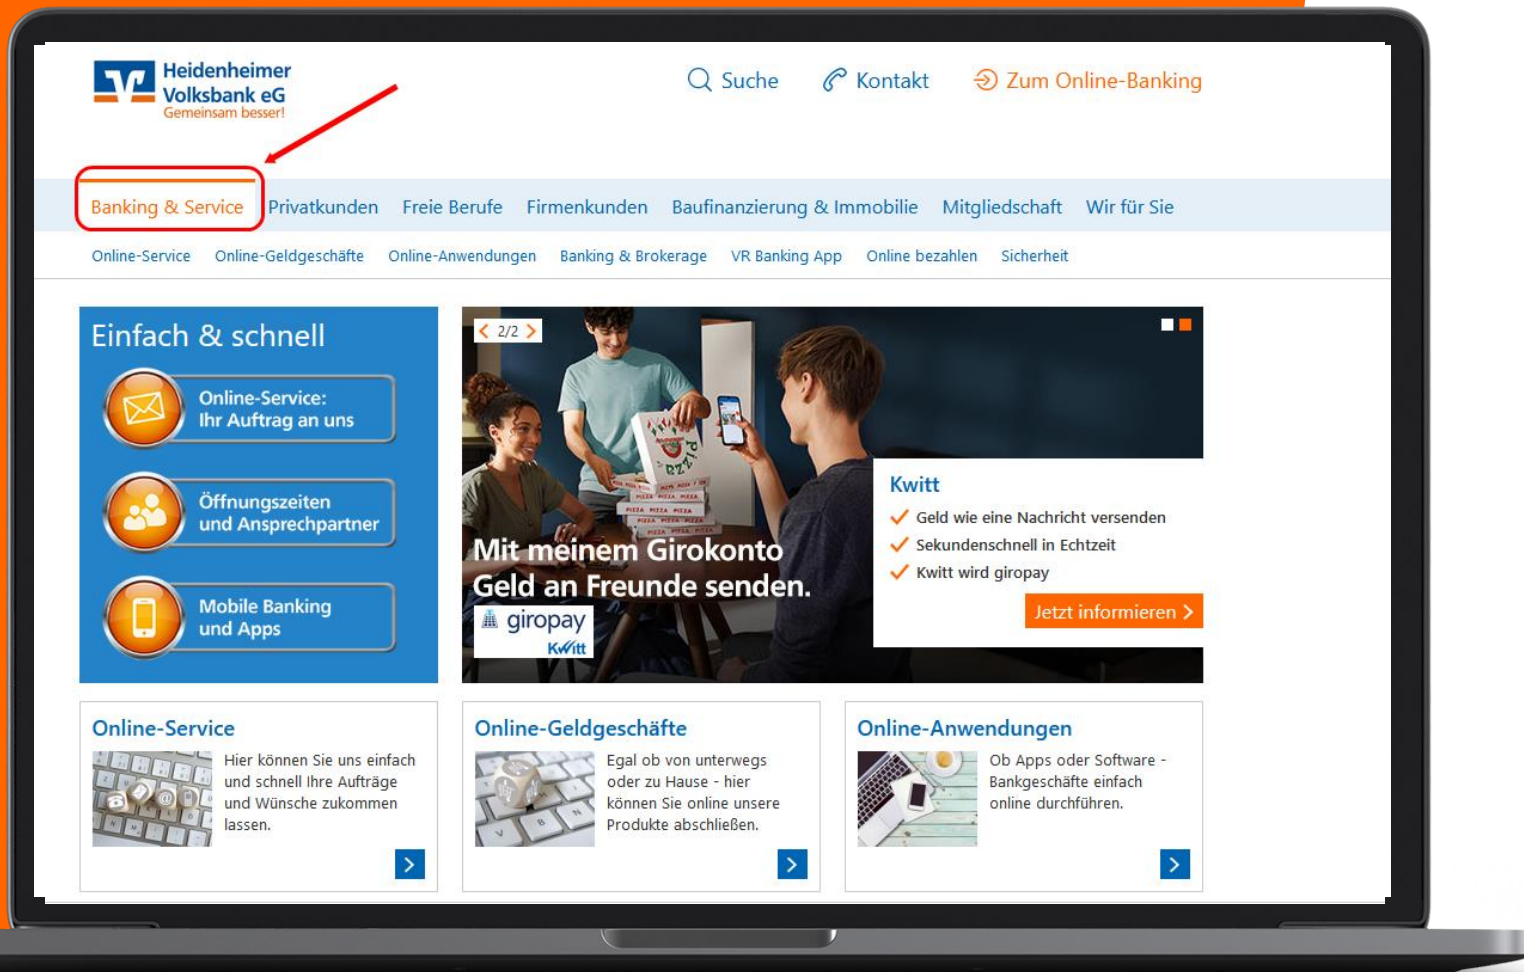 Heidenheimer
Volksbank eG
Gemeinsam besser!
Suche
Kontakt
Zum Online-Banking
Banking & Service
Privatkunden
Freie Berufe
Firmenkunden
Baufinanzierung & Immobilie
Mitgliedschaft
Wir für Sie
Online-Service
Online-Geldgeschäfte
Online-Anwendungen
Banking & Brokerage
VR Banking App
Online bezahlen
Sicherheit
Einfach & schnell
Online-Service:
Ihr Auftrag an uns
Öffnungszeiten
und Ansprechpartner
Mobile Banking
und Apps
2/2
PIZZA
Mit meinem Girokonto
Geld an Freunde senden.
giropay
Kwitt
Kwitt
Geld wie eine Nachricht versenden
Sekundenschnell in Echtzeit
Kwitt wird giropay
Jetzt informieren
Online-Service
Hier können Sie uns einfach
und schnell Ihre Aufträge
und Wünsche zukommen
lassen.
Online-Geldgeschäfte
Egal ob von unterwegs
oder zu Hause - hier
können Sie online unsere
Produkte abschließen.
Online-Anwendungen
Ob Apps oder Software -
Bankgeschäfte einfach
online durchführen.